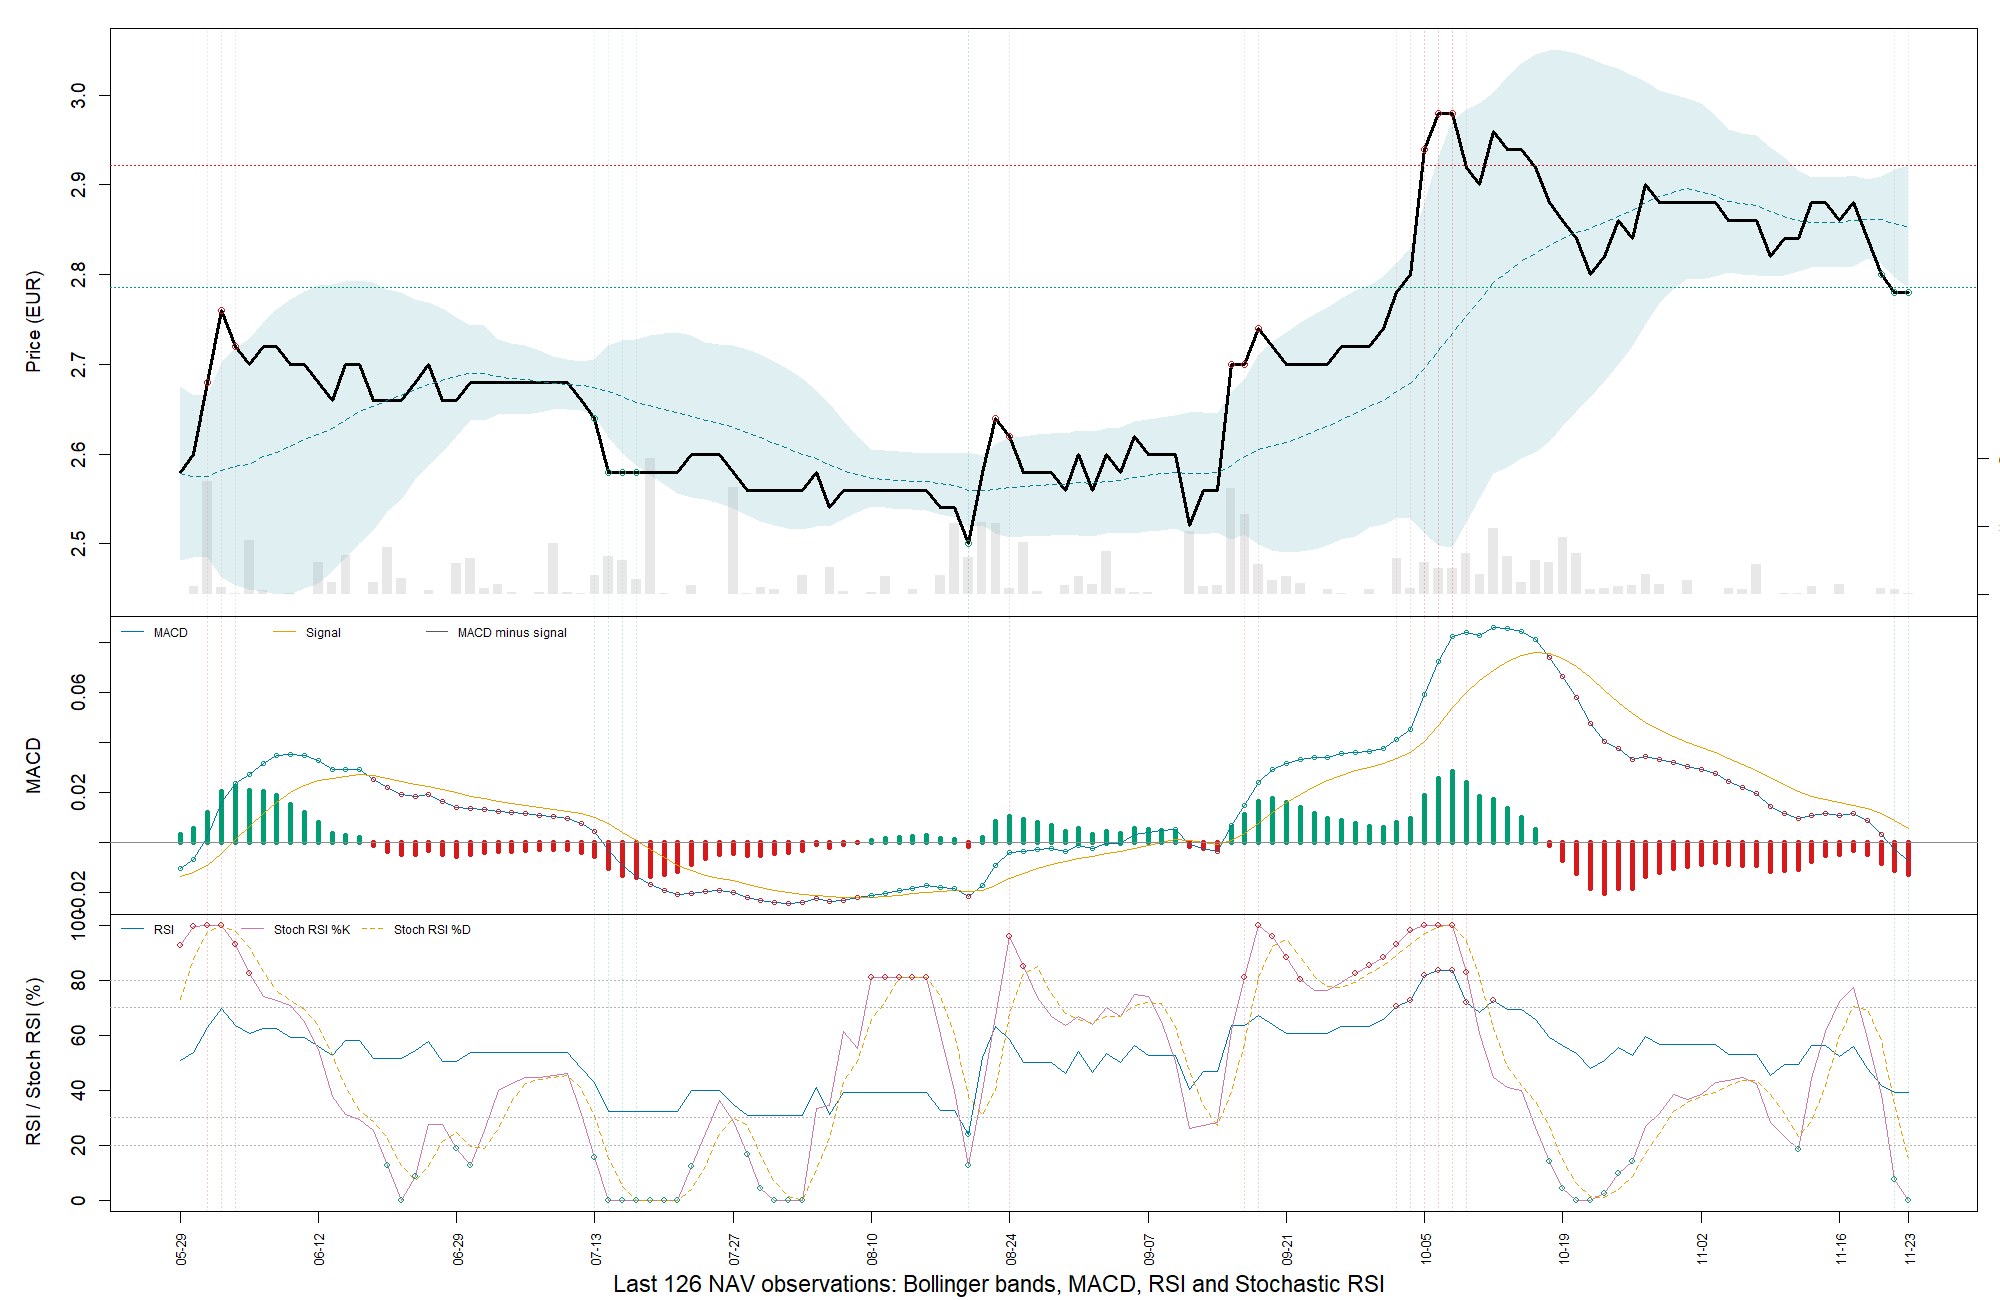 Price (EUR)
3.0
2.9
2.8
2.7
2.6
2.5
MACD
Signal
MACD minus signal
MACD
0.06
0.02
-0.02
RSI
Stoch RSI %K
Stoch RSI %D
RSI / Stoch RSI (%)
100
80
60
40
20
0
05-29
06-12
06-29
07-13
07-27
08-10
08-24
09-07
09-21
10-05
10-19
11-02
11-16
11-23
Last 126 NAV observations: Bollinger bands, MACD, RSI and Stochastic RSI